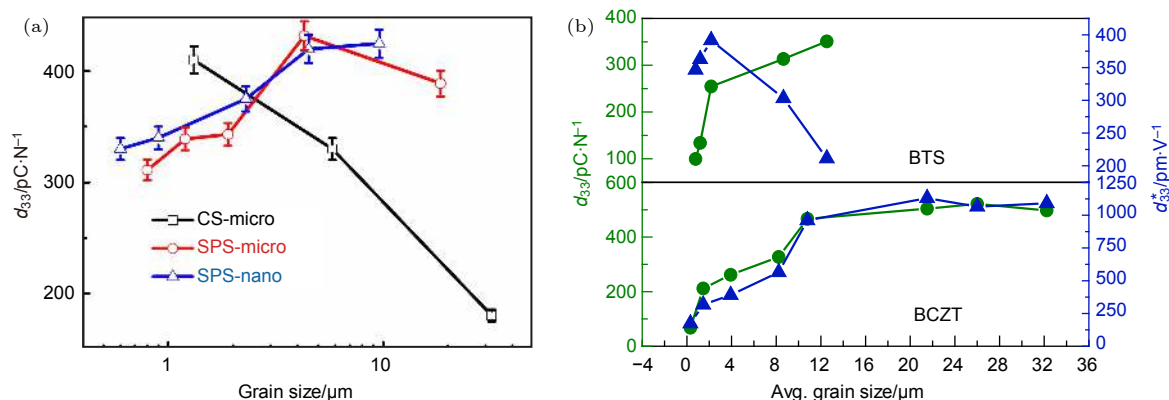 (a)
400
300
200
d33/pC·N−1
CS-micro
SPS-micro
SPS-nano
1
10
Grain size/μm
(b)
400
300
200
100
600
400
200
0
d33/pC·N−1
BTS
BCZT
400
350
300
250
200
1250
1000
750
500
250
0
d*33/pm·V−1
−4 0 4 8 12 16 20 24 28 32 36
Avg. grain size/μm